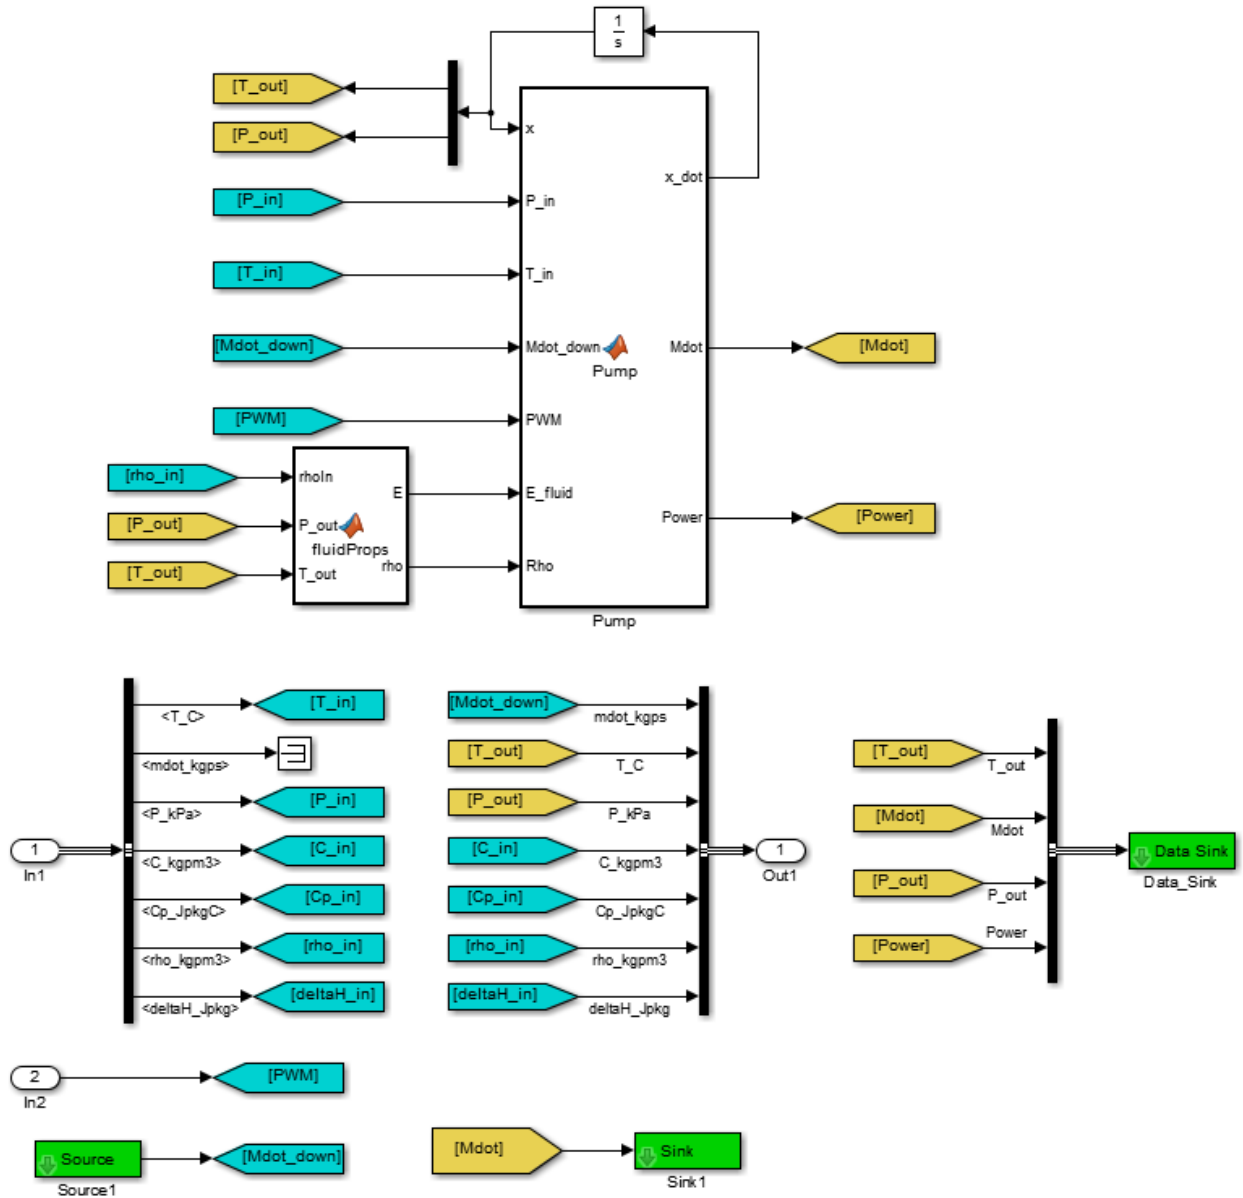 1
s
[T_out]
[P_out]
x
x_dot
[P_in]
P_in
[T_in]
T_in
[Mdot_down]
Mdot_down
Pump
Mdot
[Mdot]
[PWM]
PWM
[rho_in]
rhoIn
E
E_fluid
Power
[Power]
[P_out]
P_out
fluidProps
[T_out]
T_out
rho
Rho
Pump
<T_C>
[T_in]
<mdot_kgps>
<P_kPa>
[P_in]
1
In1
<C_kgpm3>
[C_in]
<Cp_JpkgC>
[Cp_in]
<rho_kgpm3>
[rho_in]
<deltaH_Jpkg>
[deltaH_in]
[Mdot_down]
mdot_kgps
[T_out]
T_C
[P_out]
P_kPa
[C_in]
C_kgpm3
1
Out1
[Cp_in]
Cp_JpkgC
[rho_in]
rho_kgpm3
[deltaH_in]
deltaH_Jpkg
[T_out]
T_out
[Mdot]
Mdot
[P_out]
P_out
[Power]
Power
Data Sink
Data_Sink
2
In2
[PWM]
Source
Source1
[Mdot_down]
[Mdot]
Sink
Sink1